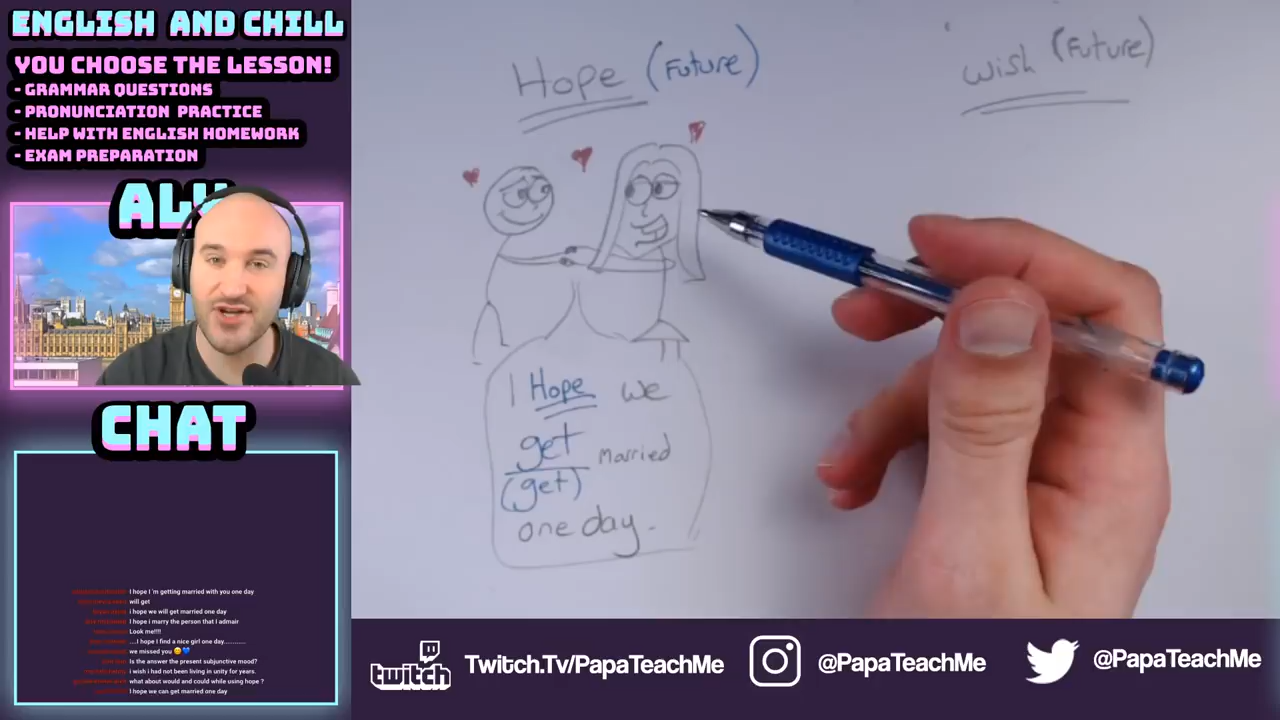 ENGLISH AND CHILL
YOU CHOOSE THE LESSON!
- GRAMMAR QUESTIONS
- PRONUNCIATION PRACTICE
- HELP WITH ENGLISH HOMEWORK
- EXAM PREPARATION
CHAT
I hope I 'm getting married with you one day
will get
i hope we will get married one day
I hope i marry the person that I admair
Look me!!!!
....I hope I find a nice girl one day...........
we missed you
Is the answer the present subjunctive mood?
i wish i had not been living in unity for years.
what about would and could while using hope ?
I hope we can get married one day
Hope (Future)
wish (Future)
I Hope we
get married
(get)
one day.
twitch
Twitch.Tv/PapaTeachMe
@PapaTeachMe
@PapaTeachMe